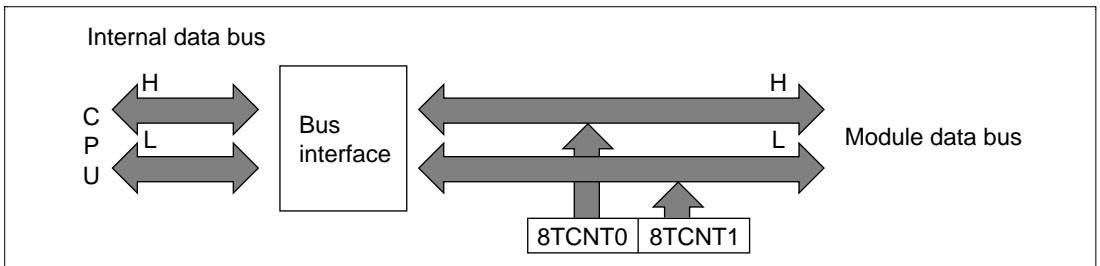 Internal data bus
H
H
C
P
U
L
Bus
interface
L
Module data bus
8TCNT0
8TCNT1